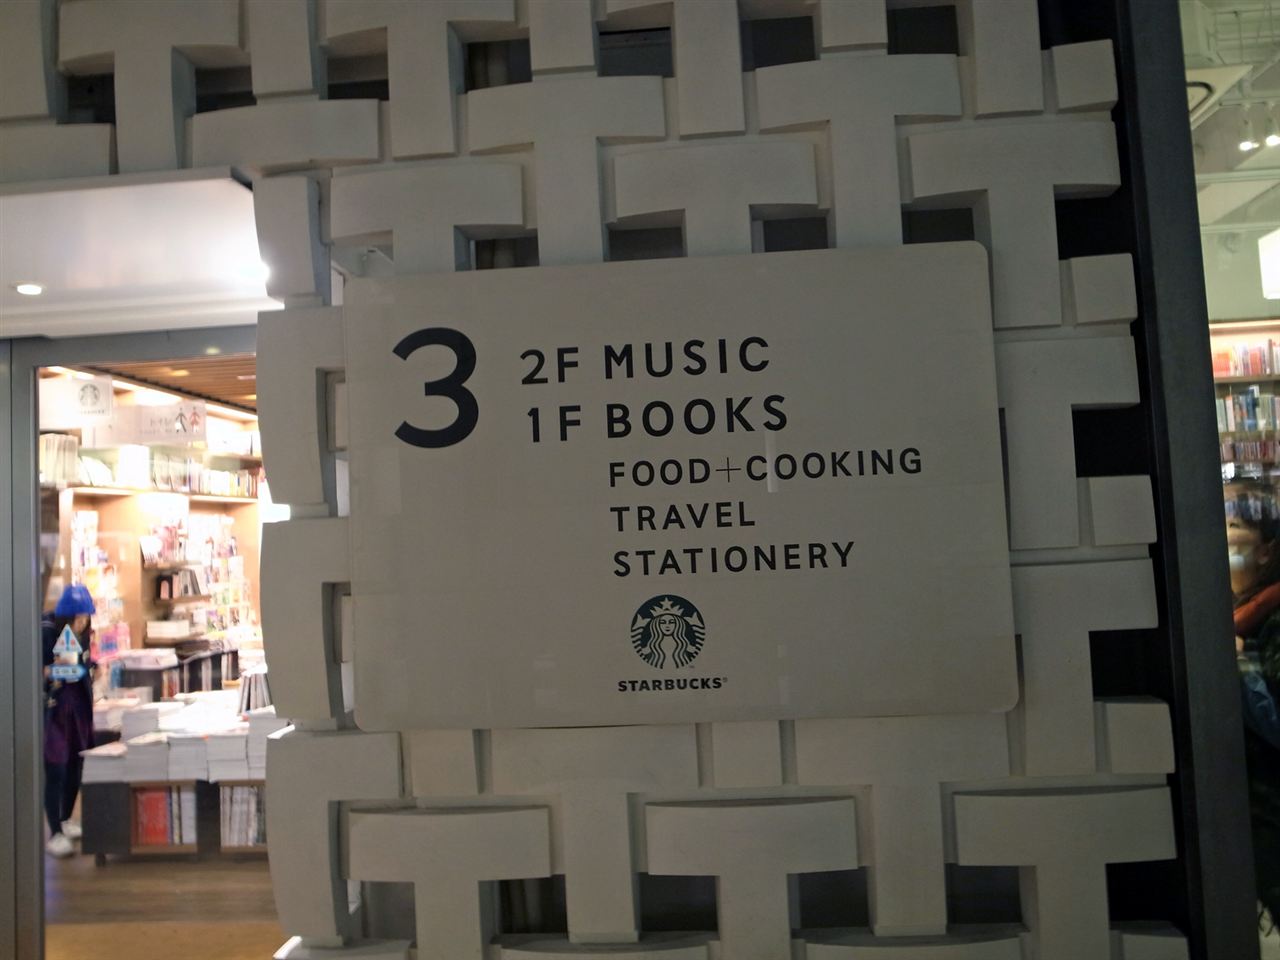 3
2F MUSIC
1F BOOKS
FOOD+COOKING
TRAVEL
STATIONERY
STARBUCKS®